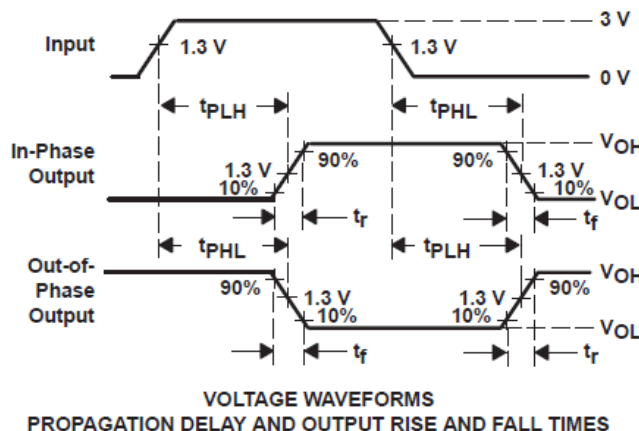 3 V
Input 1.3 V 1.3 V
0 V
tPLH tPHL
In-Phase Output
VOH
90% 90%
1.3 V 1.3 V
10% 10%
VOL
tr tf
tPHL tPLH
Out-of-Phase Output
VOH
90% 90%
1.3 V 1.3 V
10% 10%
VOL
tf tr
VOLTAGE WAVEFORMS
PROPAGATION DELAY AND OUTPUT RISE AND FALL TIMES